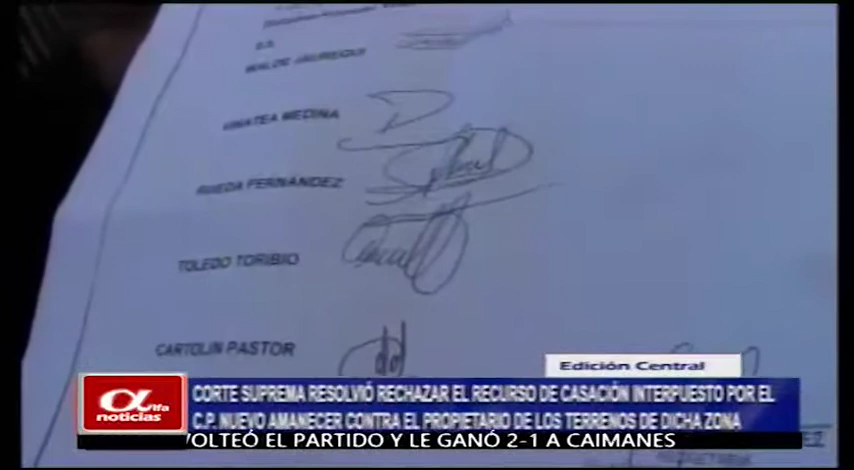 S.S.
WALDE JAUREGUI
VINATEA MEDINA
RUEDA FERNÁNDEZ
TOLEDO TORIBIO
CARTOLIN PASTOR
Edición Central
αlfa
noticias
CORTE SUPREMA RESOLVIÓ RECHAZAR EL RECURSO DE CASACIÓN INTERPUESTO POR EL
C.P. NUEVO AMANECER CONTRA EL PROPIETARIO DE LOS TERRENOS DE DICHA ZONA
VOLTEÓ EL PARTIDO Y LE GANÓ 2-1 A CAIMANES